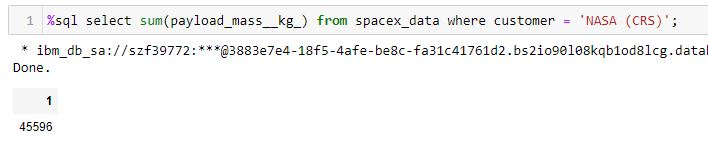 1 %sql select sum(payload_mass__kg_) from spacex_data where customer = 'NASA (CRS)';
* ibm_db_sa://szf39772:***@3883e7e4-18f5-4afe-be8c-fa31c41761d2.bs2io90l08kqb1od8lcg.datal
Done.
1
45596